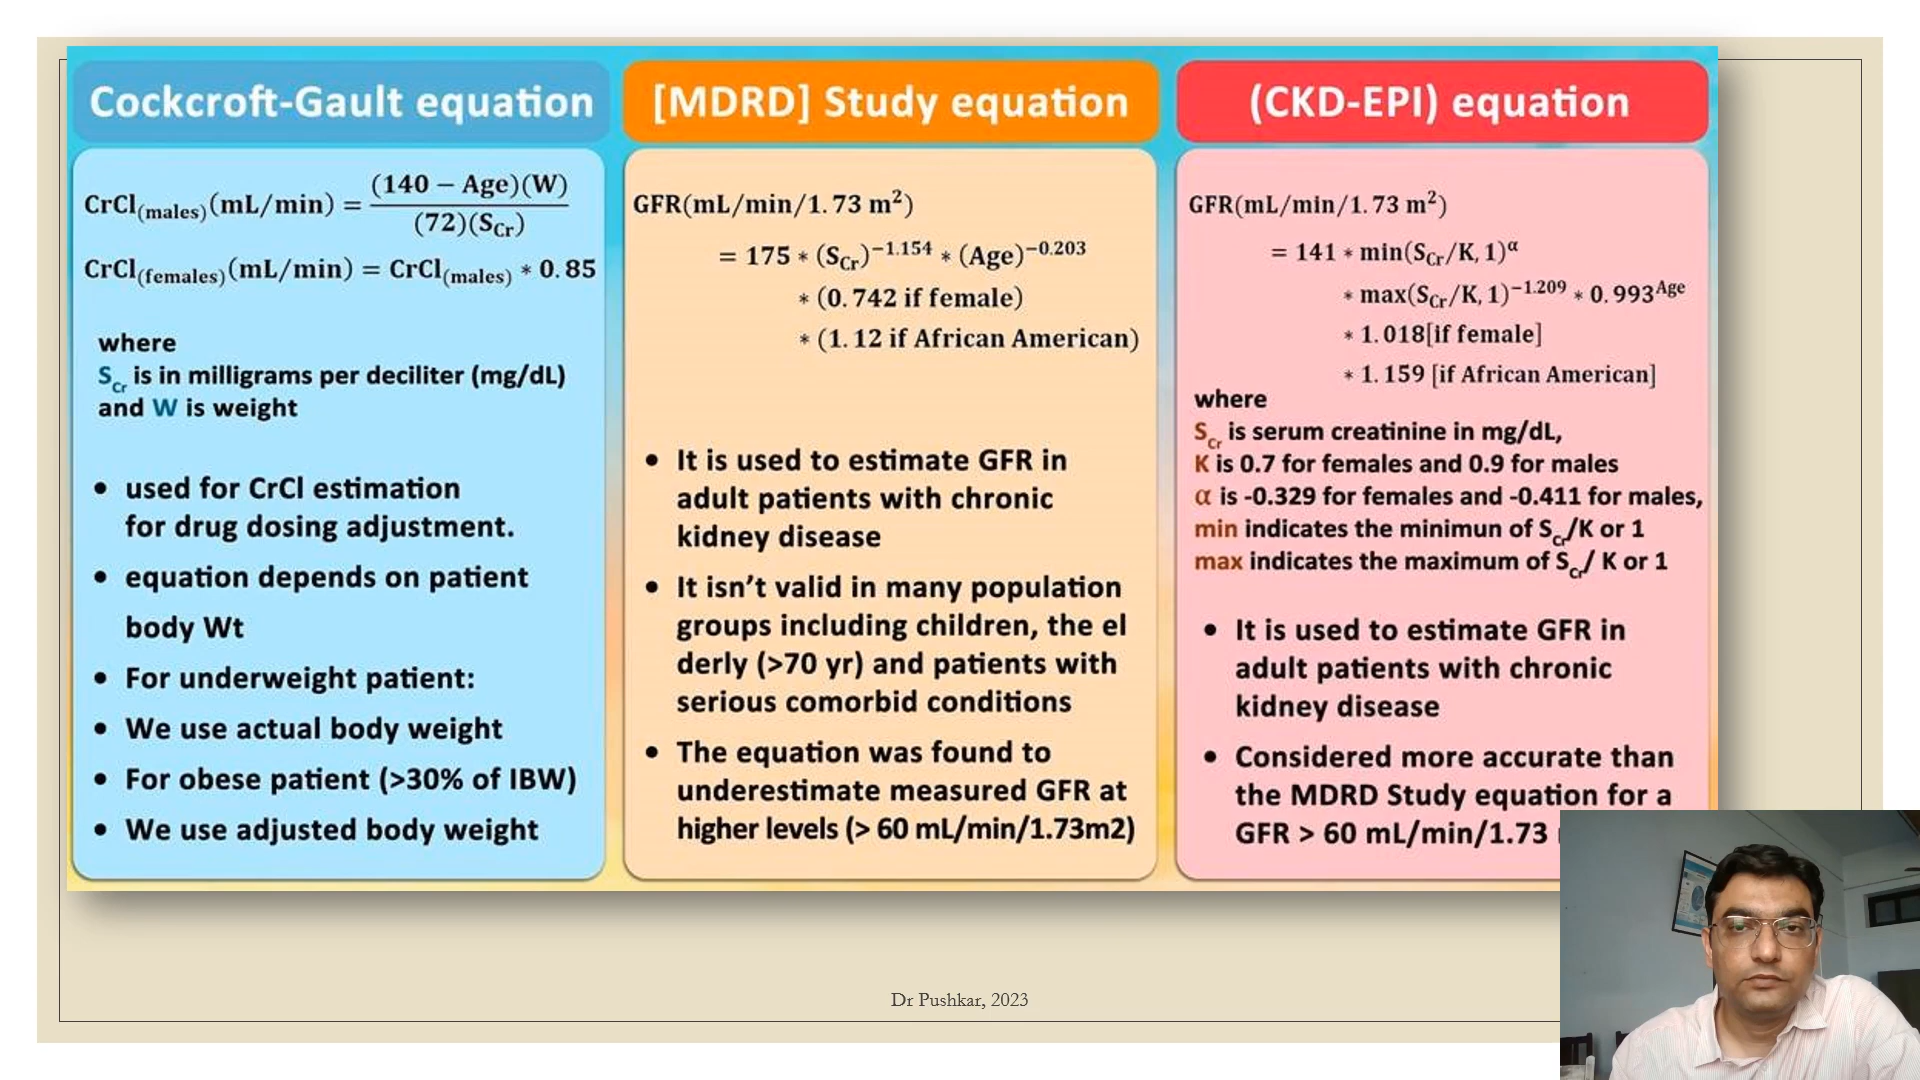 Cockcroft-Gault equation
CrCl(males)(mL/min) = (140 − Age)(W) / (72)(SCr)
CrCl(females)(mL/min) = CrCl(males) * 0.85
where
SCr is in milligrams per deciliter (mg/dL)
and W is weight
• used for CrCl estimation
for drug dosing adjustment.
• equation depends on patient
body Wt
• For underweight patient:
• We use actual body weight
• For obese patient (>30% of IBW)
• We use adjusted body weight
[MDRD] Study equation
GFR(mL/min/1.73 m²)
= 175 * (SCr)^−1.154 * (Age)^−0.203
* (0.742 if female)
* (1.12 if African American)
• It is used to estimate GFR in
adult patients with chronic
kidney disease
• It isn't valid in many population
groups including children, the el
derly (>70 yr) and patients with
serious comorbid conditions
• The equation was found to
underestimate measured GFR at
higher levels (> 60 mL/min/1.73m2)
(CKD-EPI) equation
GFR(mL/min/1.73 m²)
= 141 * min(SCr/K, 1)^α
* max(SCr/K, 1)^−1.209 * 0.993^Age
* 1.018[if female]
* 1.159 [if African American]
where
SCr is serum creatinine in mg/dL,
K is 0.7 for females and 0.9 for males
α is -0.329 for females and -0.411 for males,
min indicates the minimun of Scr/K or 1
max indicates the maximum of Scr/ K or 1
• It is used to estimate GFR in
adult patients with chronic
kidney disease
• Considered more accurate than
the MDRD Study equation for a
GFR > 60 mL/min/1.73
Dr Pushkar, 2023